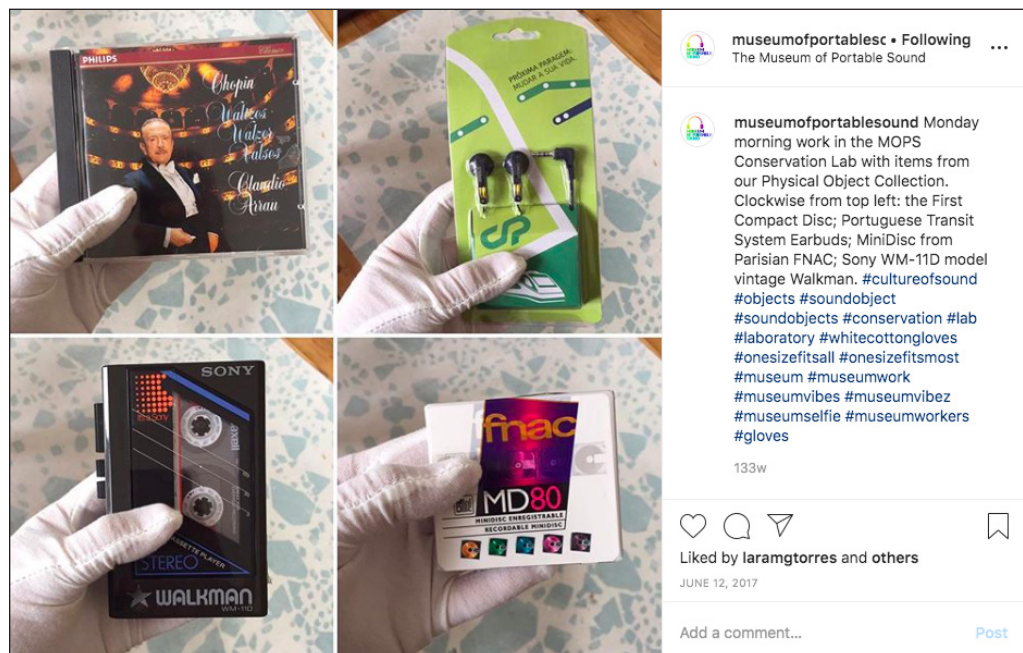 PHILIPS
Chopin
Waltzes
Walzer
Valses
Claudio
Arrau
PRÓXIMA PARAGEM:
MUDAR A SUA VIDA.
SONY
STEREO
CASSETTE PLAYER
WALKMAN
WM-11D
fnac
MD80
MINIDISC ENREGISTRABLE
RECORDABLE MINIDISC
museumofportablesc • Following
The Museum of Portable Sound
museumofportablesound Monday
morning work in the MOPS
Conservation Lab with items from
our Physical Object Collection.
Clockwise from top left: the First
Compact Disc; Portuguese Transit
System Earbuds; MiniDisc from
Parisian FNAC; Sony WM-11D model
vintage Walkman. #cultureofsound
#objects #soundobject
#soundobjects #conservation #lab
#laboratory #whitecottongloves
#onesizefitsall #onesizefitsmost
#museum #museumwork
#museumvibes #museumvibez
#museumselfie #museumworkers
#gloves
133w
Liked by laramgtorres and others
JUNE 12, 2017
Add a comment...
Post